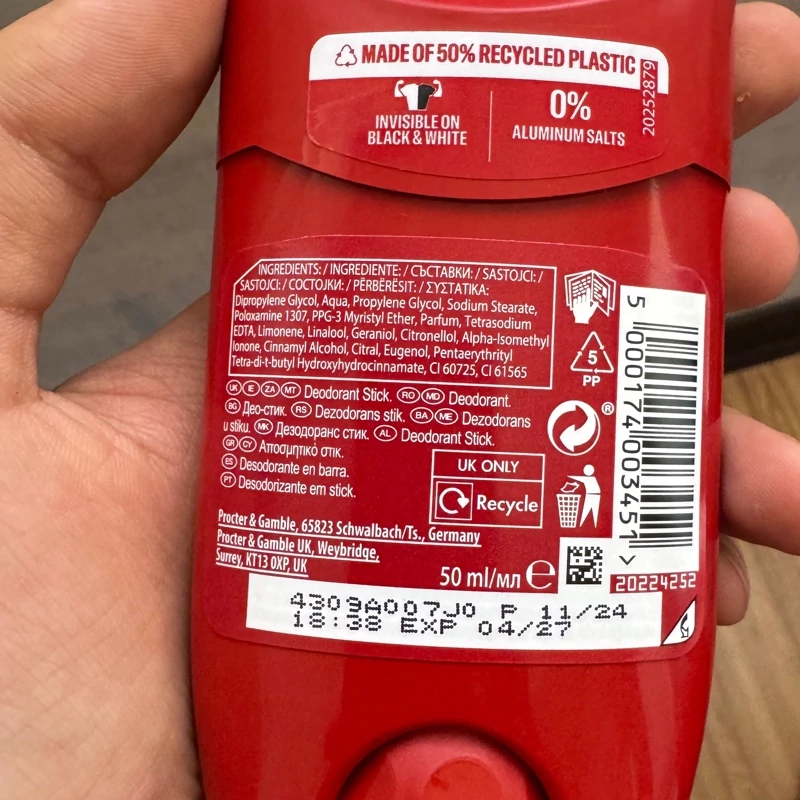 MADE OF 50% RECYCLED PLASTIC
20252879
INVISIBLE ON
BLACK & WHITE
0%
ALUMINUM SALTS
INGREDIENTS: / INGREDIENTE: / СЪСТАВКИ: / SASTOJCI: /
SASTOJCI: / СОСТОЈКИ: / PËRBËRËSIT: / ΣΥΣΤΑΤΙΚΑ:
Dipropylene Glycol, Aqua, Propylene Glycol, Sodium Stearate,
Poloxamine 1307, PPG-3 Myristyl Ether, Parfum, Tetrasodium
EDTA, Limonene, Linalool, Geraniol, Citronellol, Alpha-Isomethyl
Ionone, Cinnamyl Alcohol, Citral, Eugenol, Pentaerythrityl
Tetra-di-t-butyl Hydroxyhydrocinnamate, CI 60725, CI 61565
5
PP
UK IE ZA MT Deodorant Stick. RO MD Deodorant.
BG Део-стик. RS Dezodorans stik. BA ME Dezodorans
u stiku. MK Дезодоранс стик. AL Deodorant Stick.
GR CY Αποσμητικό στικ.
ES Desodorante en barra.
PT Desodorizante em stick.
UK ONLY
Recycle
®
5 000174 003451 >
Procter & Gamble, 65823 Schwalbach/Ts., Germany
Procter & Gamble UK, Weybridge,
Surrey, KT13 0XP, UK
50 ml/мл e
20224252
4309A007J0 P 11/24
18:38 EXP 04/27